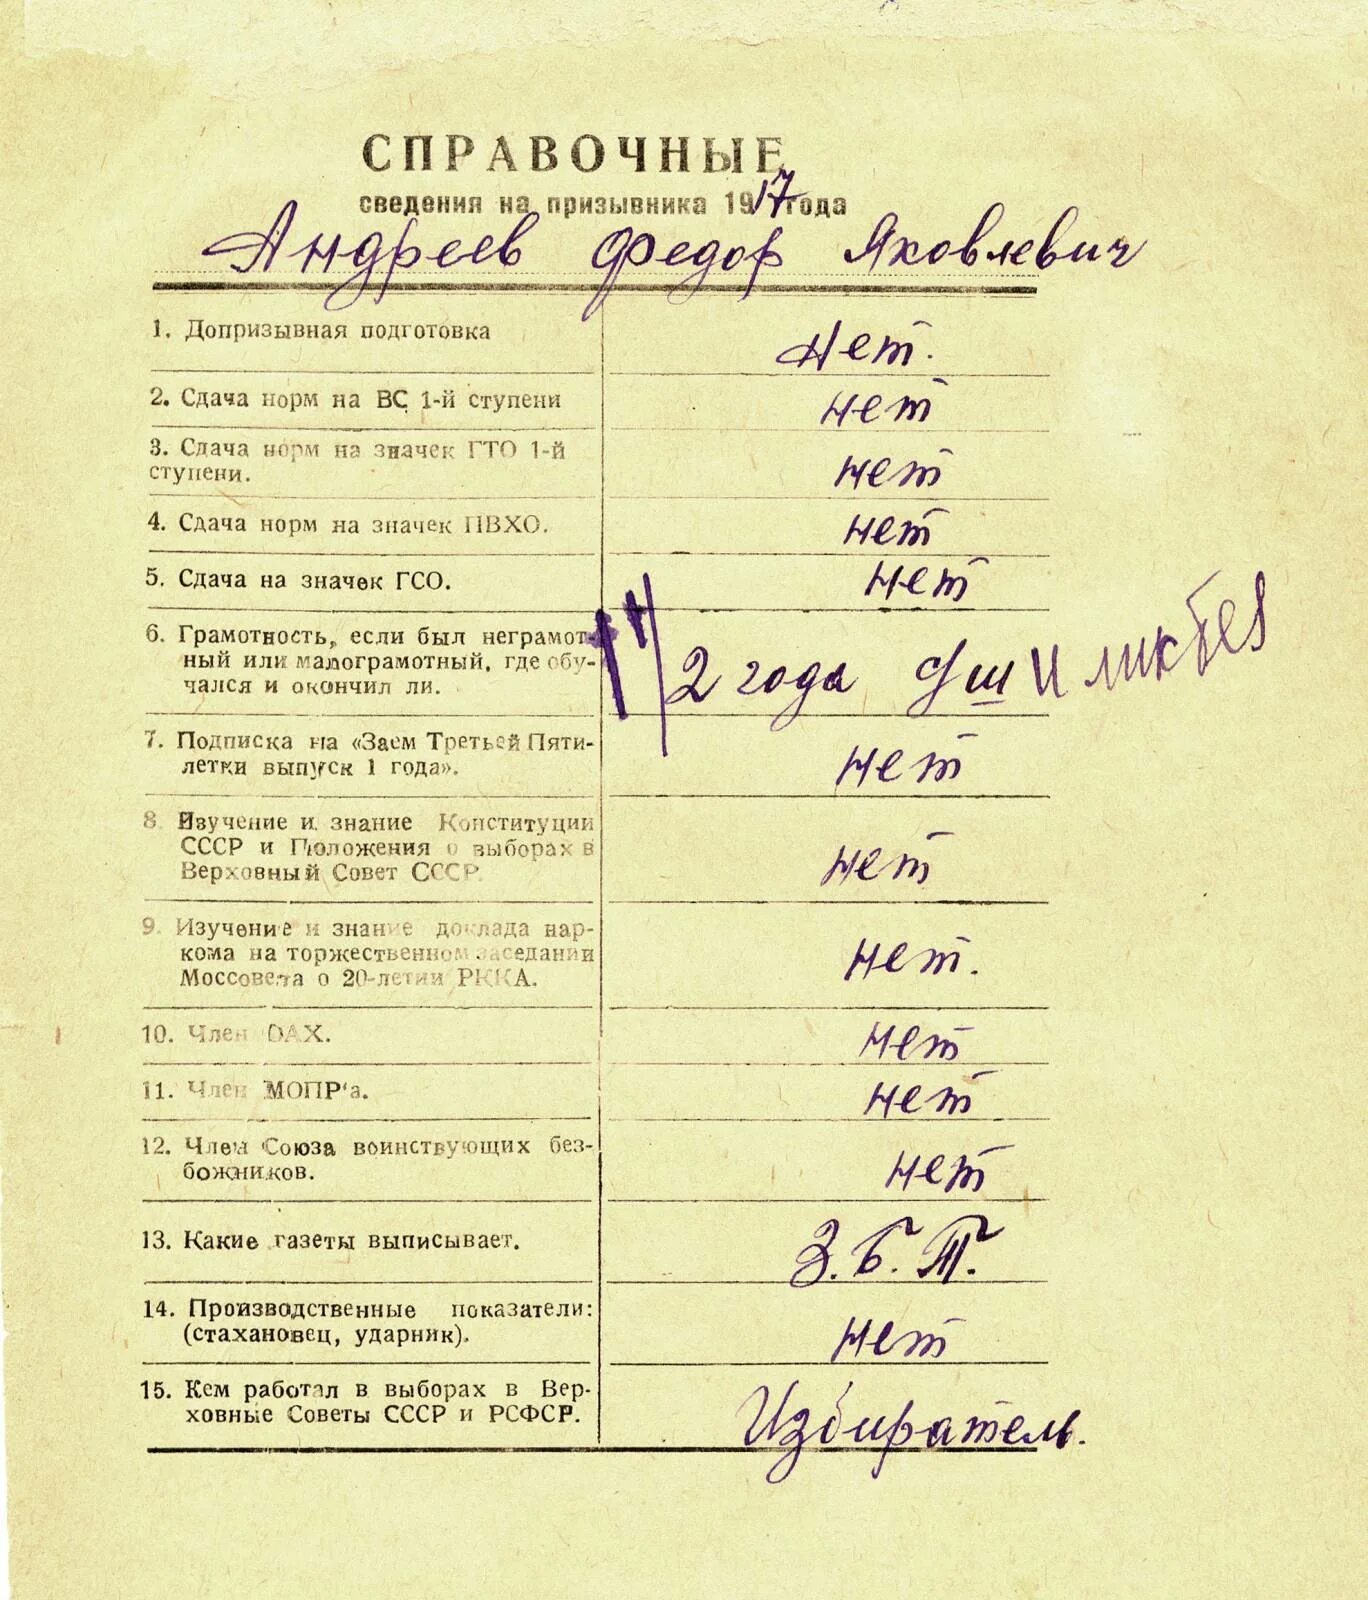 СПРАВОЧНЫЕ
сведения на призывника 1917 года
Андреев Федор Яковлевич
1. Допризывная подготовка Нет.
2. Сдача норм на ВС 1-й ступени нет
3. Сдача норм на значек ГТО 1-й
ступени. нет
4. Сдача норм на значек ПВХО. нет
5. Сдача на значек ГСО. нет
6. Грамотность, если был неграмот-
ный или малограмотный, где обу-
чался и окончил ли. 2 года и ликбез
7. Подписка на «Заем Третьей Пяти-
летки выпуск 1 года». нет
8. Изучение и знание Конституции
СССР и Положения о выборах в
Верховный Совет СССР. нет
9. Изучение и знание доклада нар-
кома на торжественном заседании
Моссовета о 20-летии РККА. нет.
10. Член ОАХ. нет
11. Член МОПР'а. нет
12. Член Союза воинствующих без-
божников. нет
13. Какие газеты выписывает. З.Б.Т.
14. Производственные показатели:
(стахановец, ударник). нет
15. Кем работал в выборах в Вер-
ховные Советы СССР и РСФСР. Избиратель.